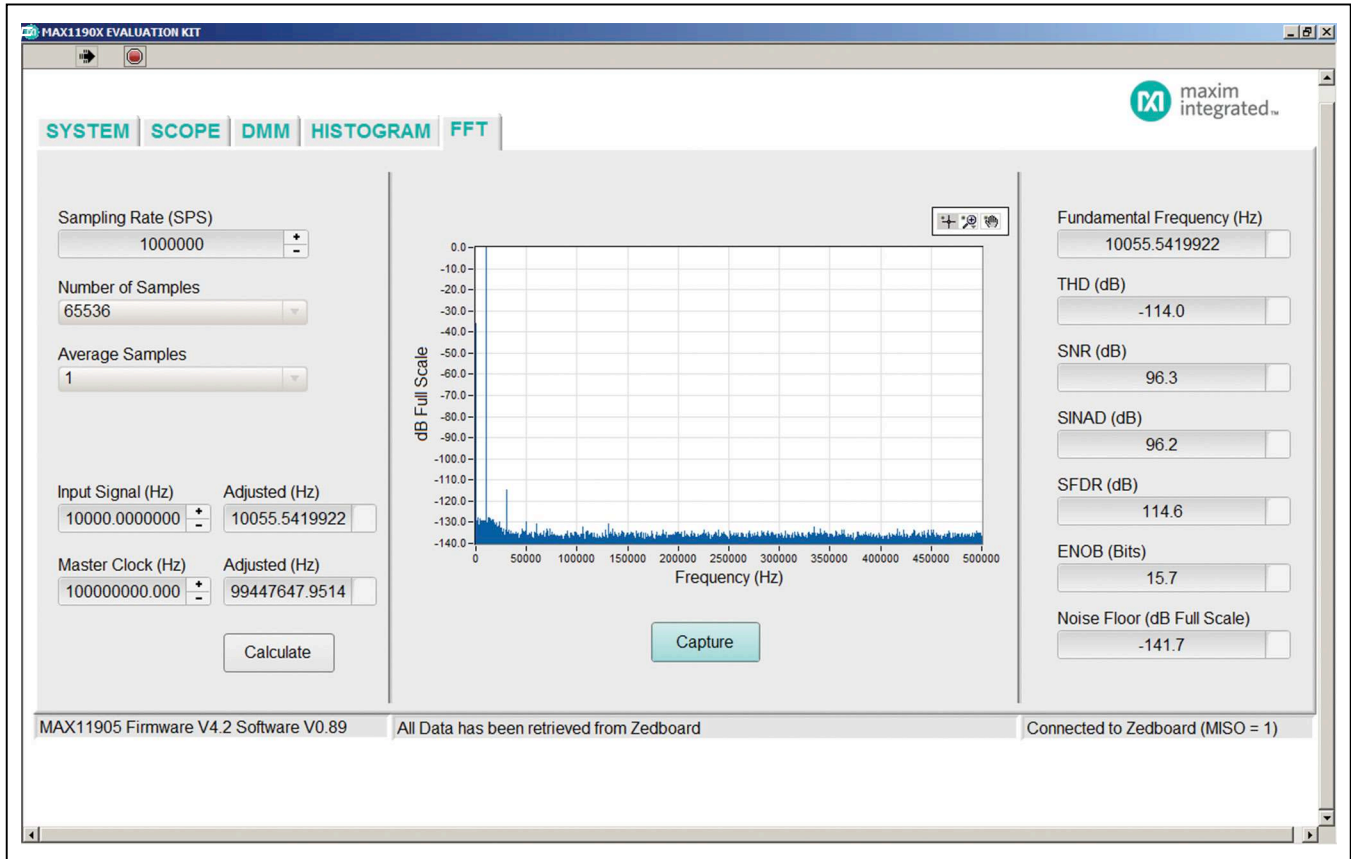 MAX1190X EVALUATION KIT
maxim
integrated™
SYSTEM SCOPE DMM HISTOGRAM FFT
Sampling Rate (SPS)
1000000
Number of Samples
65536
Average Samples
1
Input Signal (Hz) Adjusted (Hz)
10000.0000000 10055.5419922
Master Clock (Hz) Adjusted (Hz)
100000000.000 99447647.9514
Calculate
dB Full Scale
0.0
-10.0
-20.0
-30.0
-40.0
-50.0
-60.0
-70.0
-80.0
-90.0
-100.0
-110.0
-120.0
-130.0
-140.0
0 50000 100000 150000 200000 250000 300000 350000 400000 450000 500000
Frequency (Hz)
Capture
Fundamental Frequency (Hz)
10055.5419922
THD (dB)
-114.0
SNR (dB)
96.3
SINAD (dB)
96.2
SFDR (dB)
114.6
ENOB (Bits)
15.7
Noise Floor (dB Full Scale)
-141.7
MAX11905 Firmware V4.2 Software V0.89
All Data has been retrieved from Zedboard
Connected to Zedboard (MISO = 1)